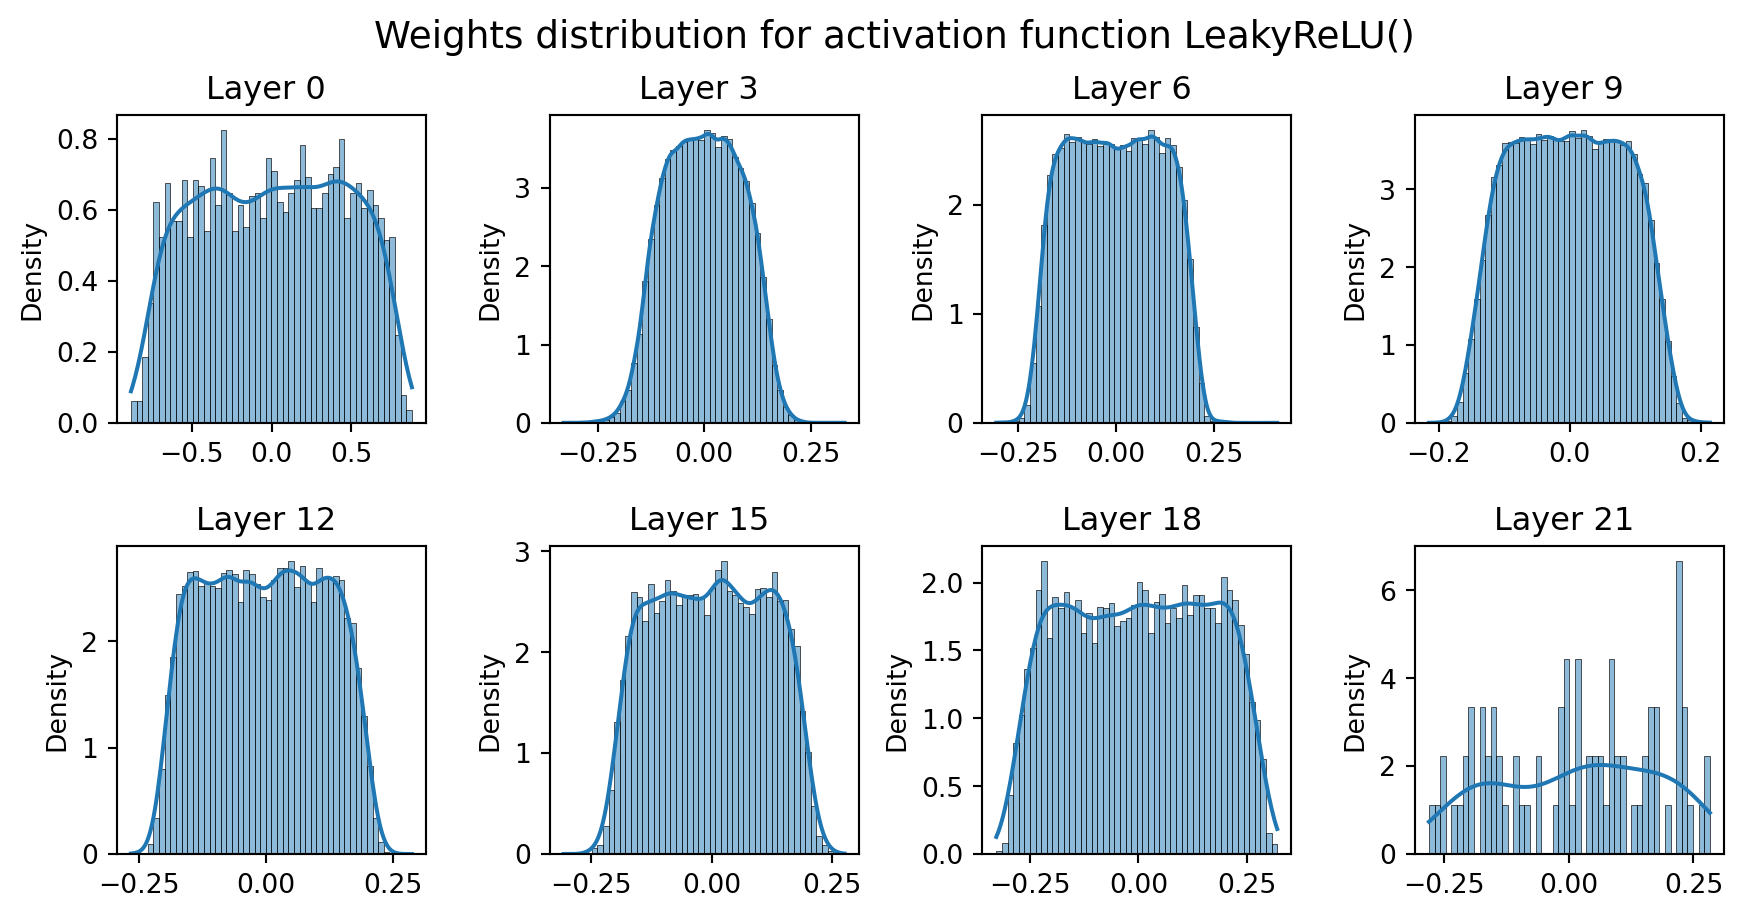 Weights distribution for activation function LeakyReLU()
Layer 0
Layer 3
Layer 6
Layer 9
Density
0.8
0.6
0.4
0.2
0.0
−0.5 0.0 0.5
Density
3
2
1
0
−0.25 0.00 0.25
Density
2
1
0
−0.25 0.00 0.25
Density
3
2
1
0
−0.2 0.0 0.2
Layer 12
Layer 15
Layer 18
Layer 21
Density
2
1
0
−0.25 0.00 0.25
Density
3
2
1
0
−0.25 0.00 0.25
Density
2.0
1.5
1.0
0.5
0.0
−0.25 0.00 0.25
Density
6
4
2
0
−0.25 0.00 0.25